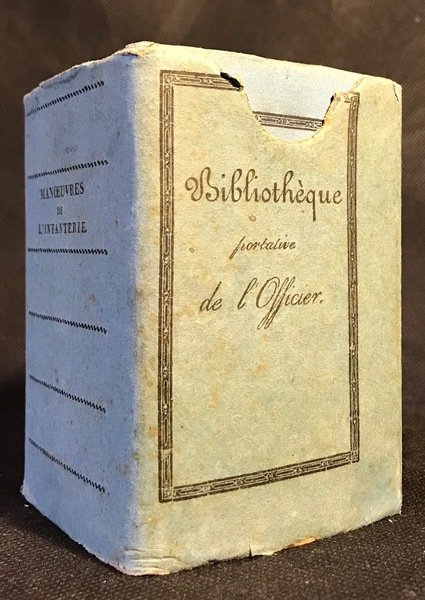 MANŒUVRES
DE
L'INFANTERIE
Bibliothèque
portative
de l'Officier.